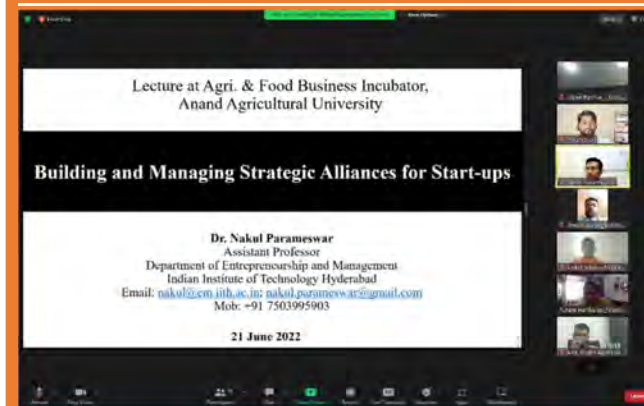 Lecture at Agri. & Food Business Incubator,
Anand Agricultural University
Building and Managing Strategic Alliances for Start-ups
Dr. Nakul Parameswar
Assistant Professor
Department of Entrepreneurship and Management
Indian Institute of Technology Hyderabad
Email: nakul@em.iith.ac.in; nakul.parameswar@gmail.com
Mob: +91 7503995903
21 June 2022